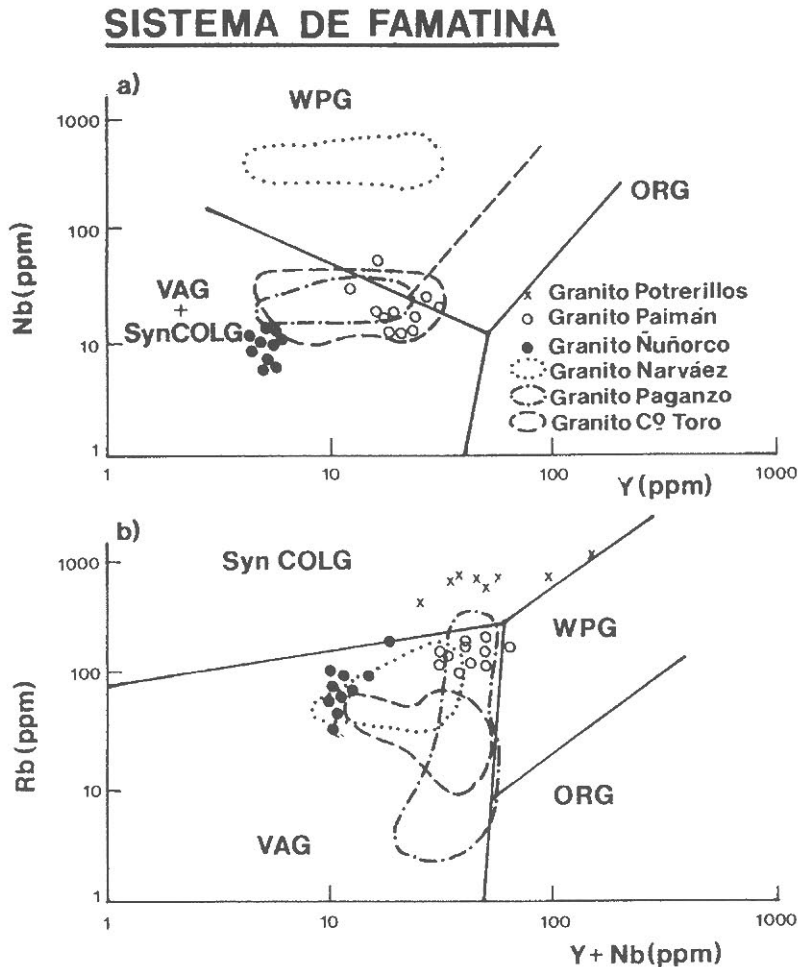 SISTEMA DE FAMATINA
a)
WPG
1000
100
10
1
Nb(ppm)
ORG
VAG
+
SynCOLG
x Granito Potrerillos
o Granito Paimán
● Granito Ñuñorco
Granito Narváez
Granito Paganzo
Granito Cº Toro
1
10
100
1000
Y(ppm)
b)
Syn COLG
1000
100
10
1
Rb(ppm)
WPG
ORG
VAG
1
10
100
1000
Y+Nb(ppm)